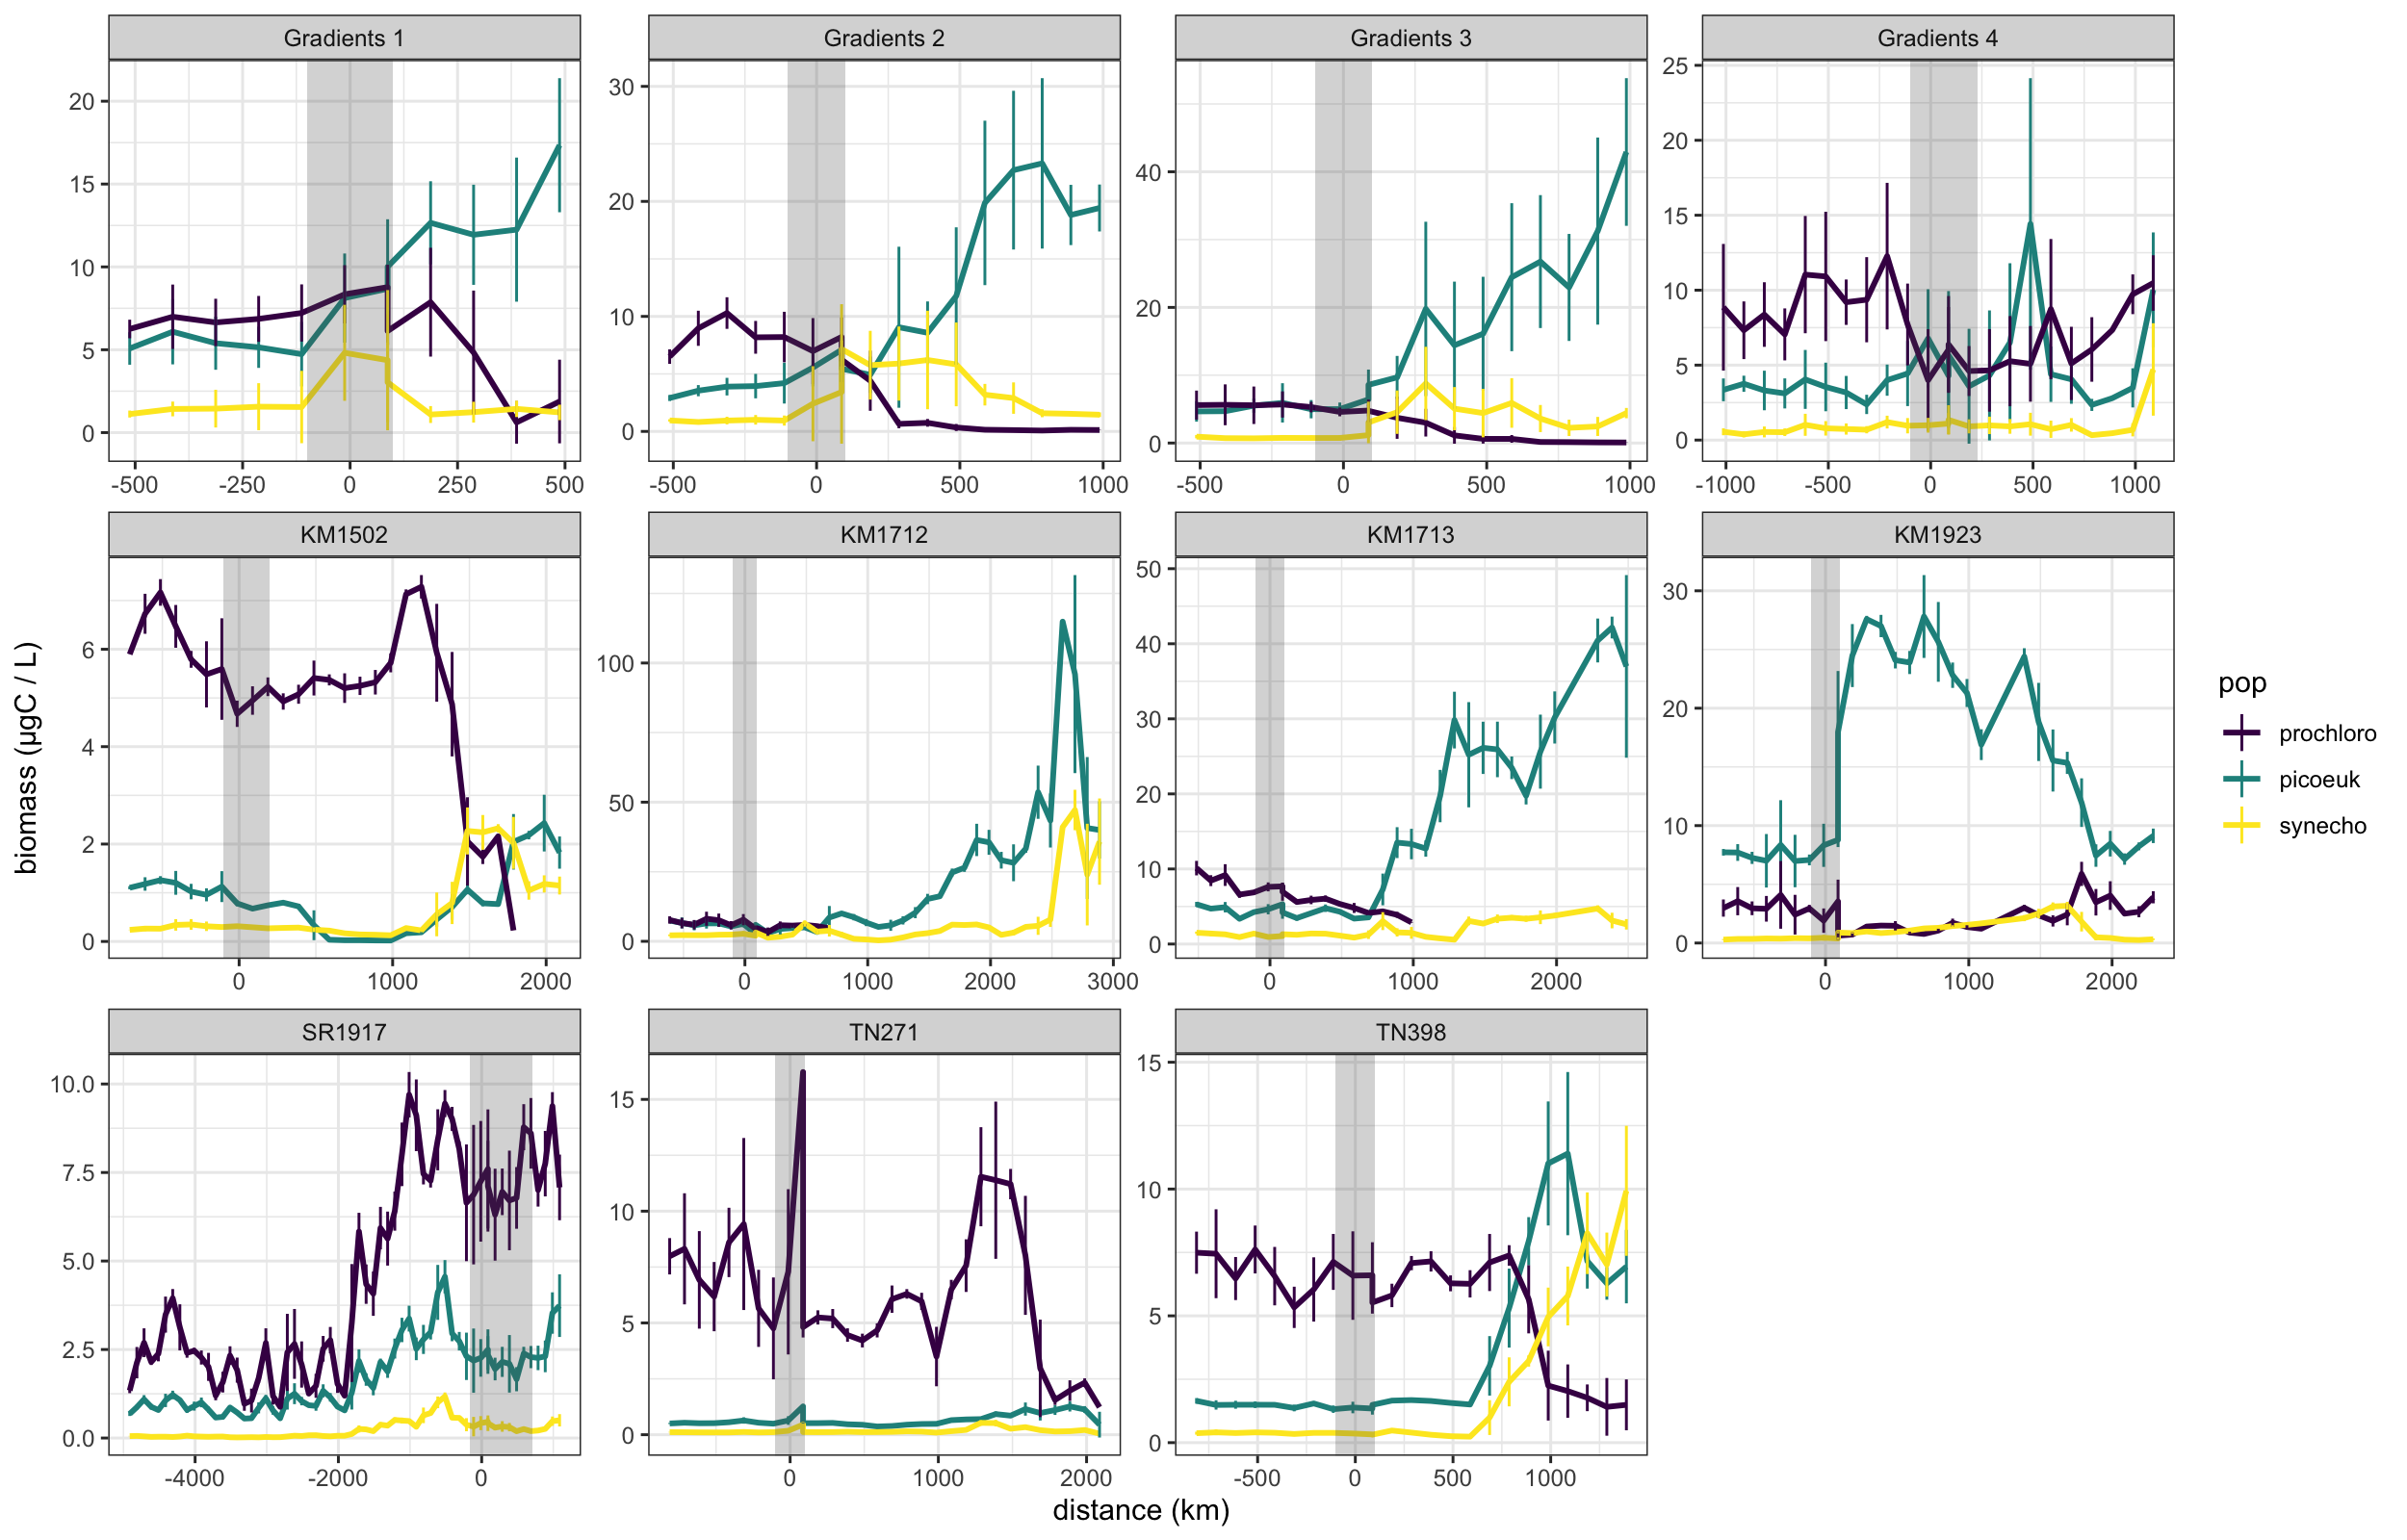 Gradients 1
Gradients 2
Gradients 3
Gradients 4
20
15
10
5
0
-500 -250 0 250 500
30
20
10
0
-500 0 500 1000
40
20
0
-500 0 500 1000
25
20
15
10
5
0
-1000 -500 0 500 1000
KM1502
KM1712
KM1713
KM1923
6
4
2
0
0 1000 2000
100
50
0
0 1000 2000 3000
50
40
30
20
10
0
0 1000 2000
30
20
10
0
0 1000 2000
SR1917
TN271
TN398
10.0
7.5
5.0
2.5
0.0
-4000 -2000 0
15
10
5
0
0 1000 2000
15
10
5
0
-500 0 500 1000
biomass (µgC / L)
distance (km)
pop
prochloro
picoeuk
synecho